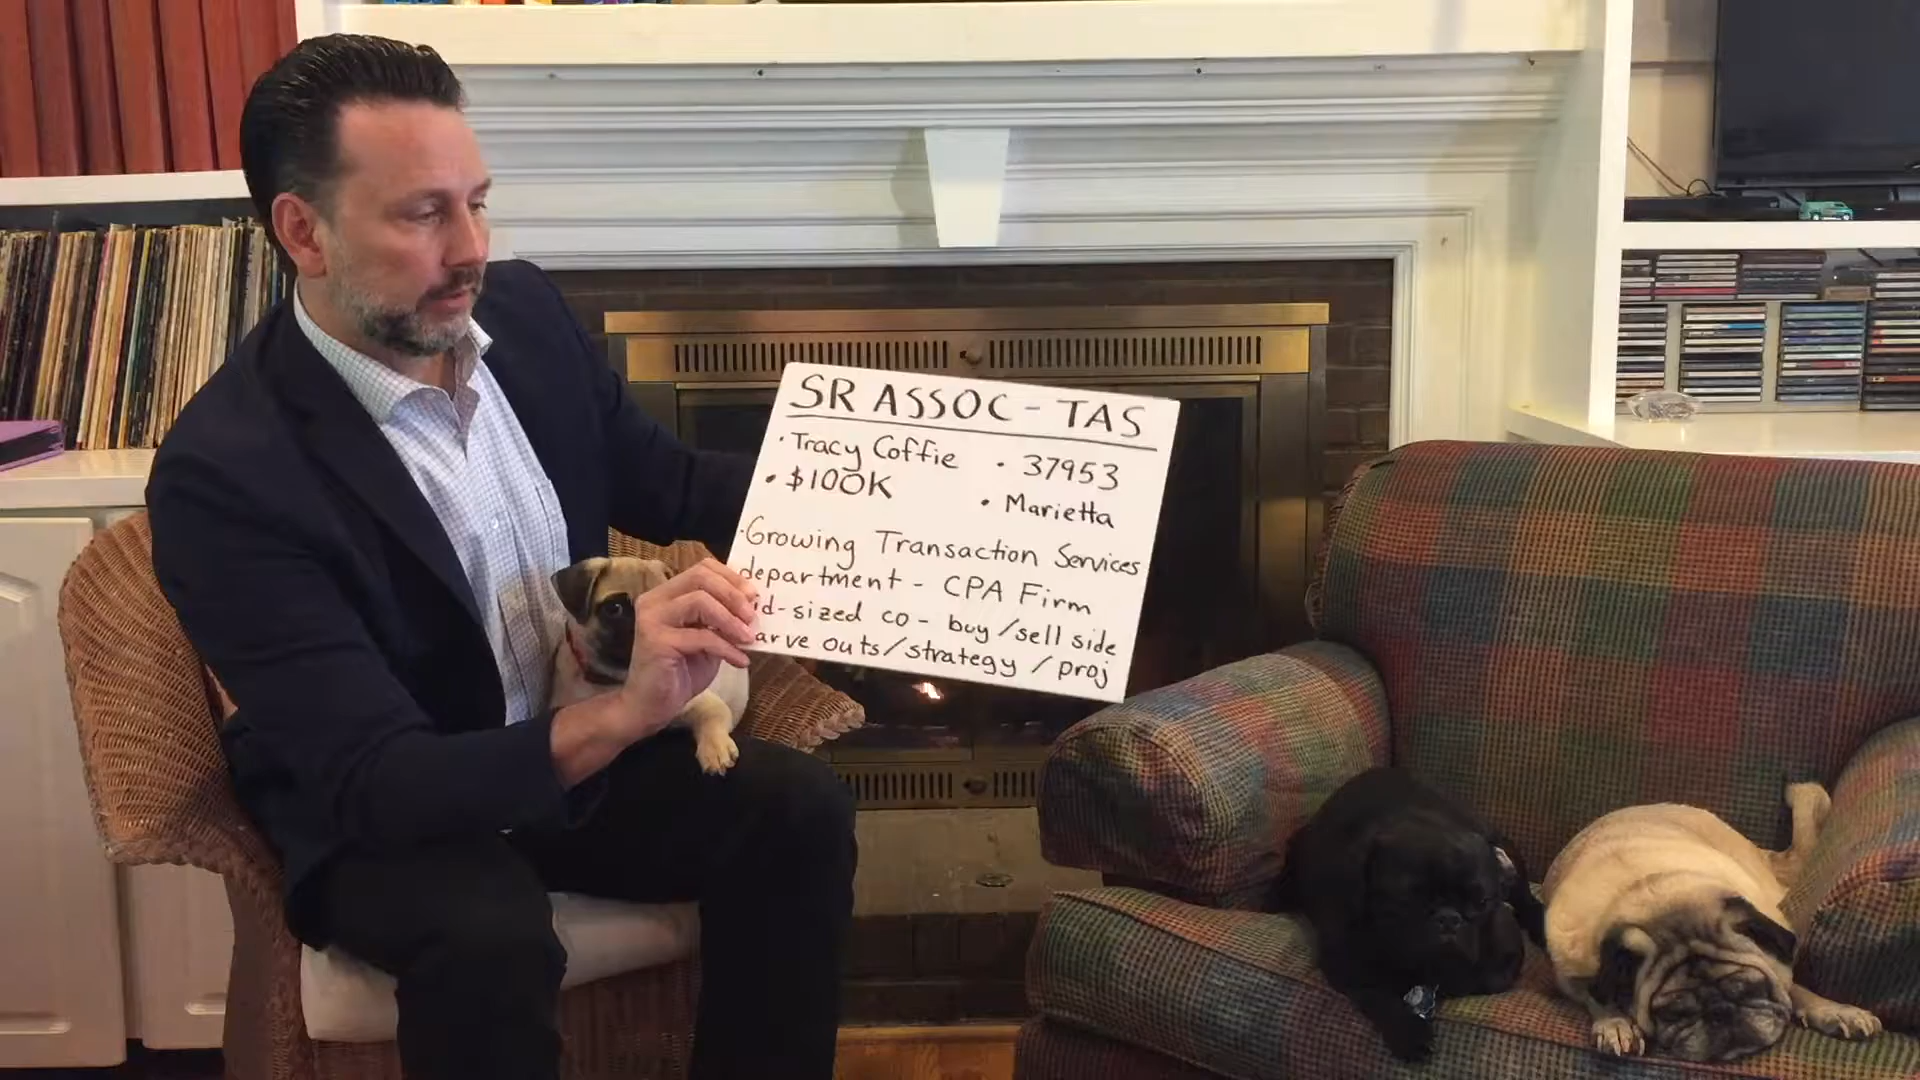 SR ASSOC - TAS
• Tracy Coffie • 37953
• $100K • Marietta
• Growing Transaction Services
department - CPA Firm
id-sized co - buy/sell side
arve outs/strategy/proj